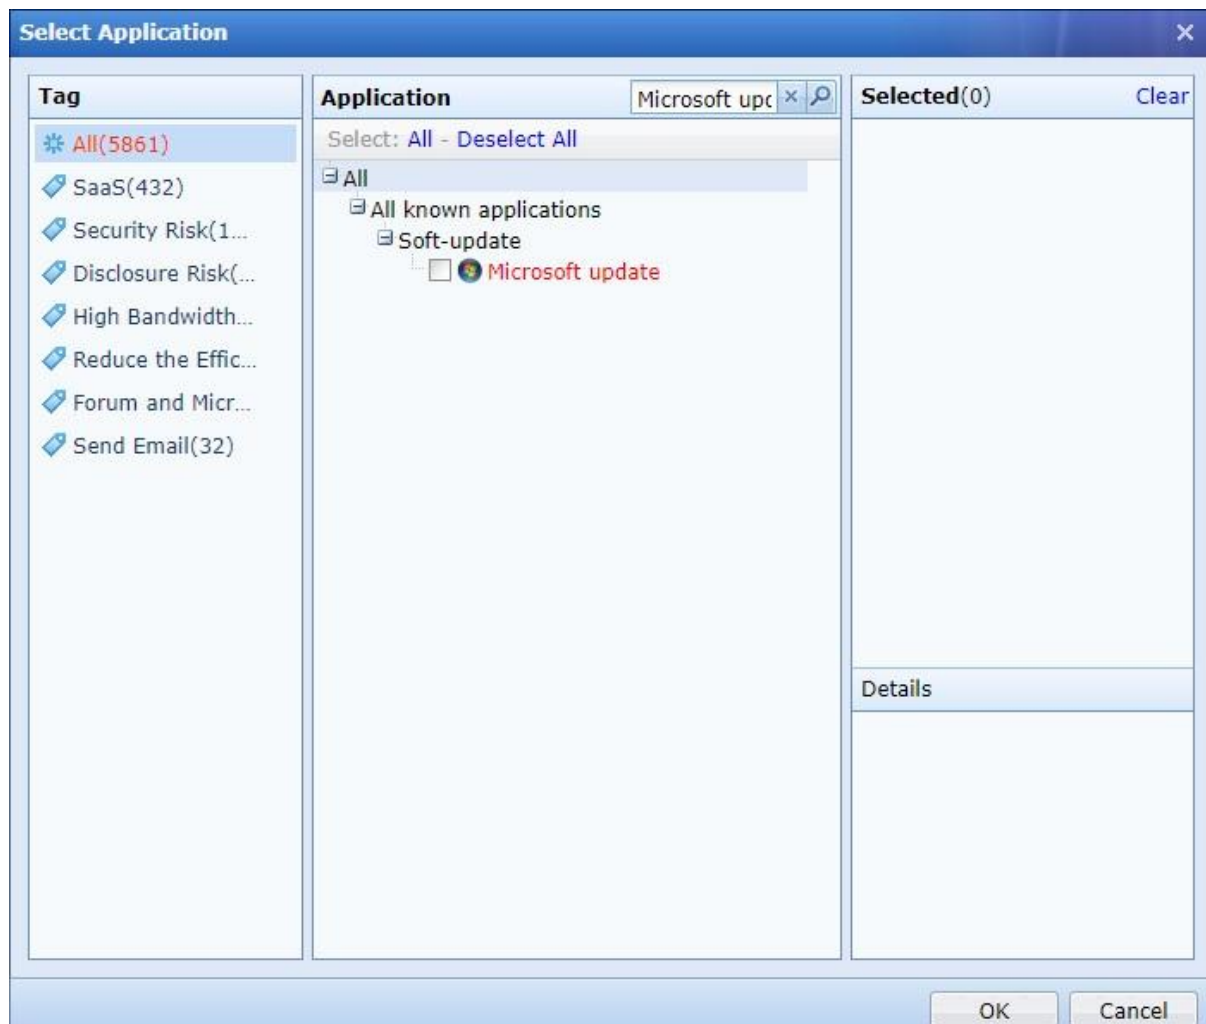 Select Application
Tag
All(5861)
SaaS(432)
Security Risk(1...
Disclosure Risk(...
High Bandwidth...
Reduce the Effic...
Forum and Micr...
Send Email(32)
Application
Microsoft upd
Select: All - Deselect All
All
All known applications
Soft-update
Microsoft update
Selected(0)
Clear
Details
OK
Cancel